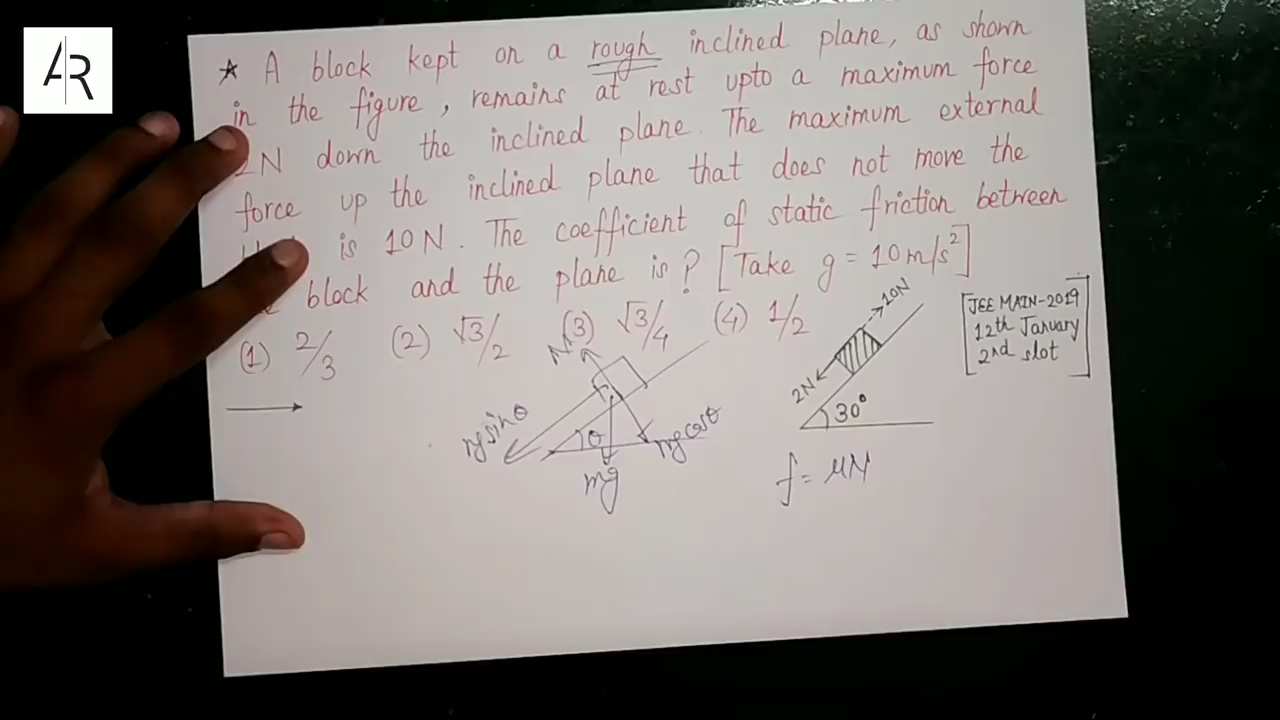 AR
☆ A block kept on a rough inclined plane, as shown
in the figure, remains at rest upto a maximum force
2N down the inclined plane. The maximum external
force up the inclined plane that does not move the
is 10N. The coefficient of static friction between
block and the plane is? [Take g = 10 m/s²]
(1) 2/3 (2) √3/2 (3) √3/4 (4) 1/2
[JEE MAIN-2019
12th January
2nd slot]
10N
2N
30°
N
mg sinθ
θ
mg cosθ
mg
f = μN